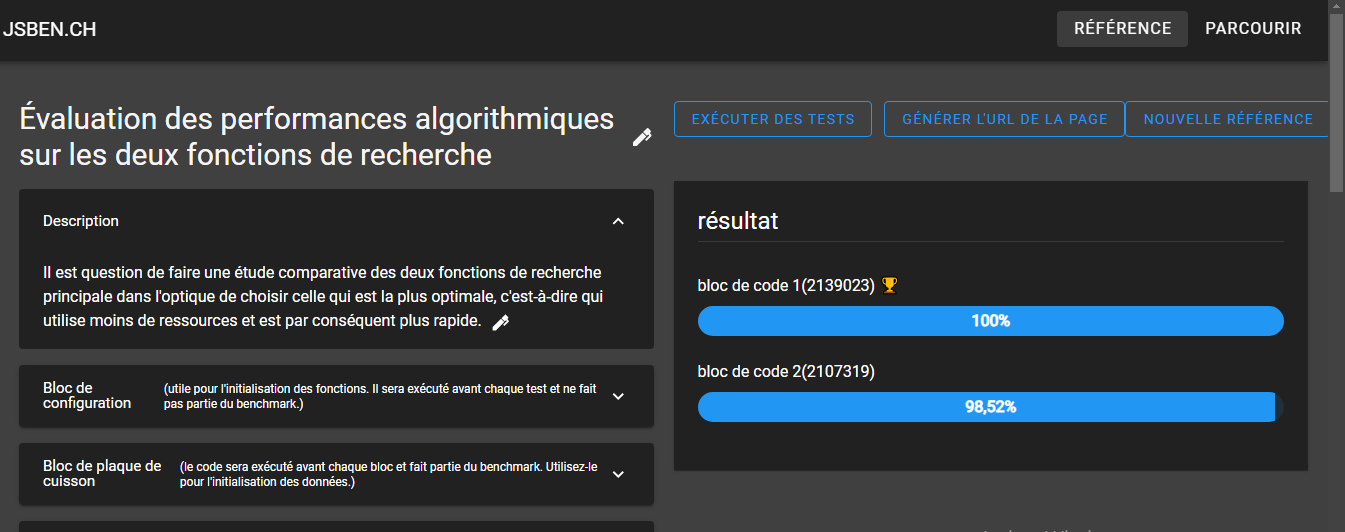 JSBEN.CH
RÉFÉRENCE
PARCOURIR
Évaluation des performances algorithmiques
sur les deux fonctions de recherche
EXÉCUTER DES TESTS
GÉNÉRER L'URL DE LA PAGE
NOUVELLE RÉFÉRENCE
Description
Il est question de faire une étude comparative des deux fonctions de recherche
principale dans l'optique de choisir celle qui est la plus optimale, c'est-à-dire qui
utilise moins de ressources et est par conséquent plus rapide.
Bloc de
configuration
(utile pour l'initialisation des fonctions. Il sera exécuté avant chaque test et ne fait
pas partie du benchmark.)
Bloc de plaque de
cuisson
(le code sera exécuté avant chaque bloc et fait partie du benchmark. Utilisez-le
pour l'initialisation des données.)
résultat
bloc de code 1(2139023)
100%
bloc de code 2(2107319)
98,52%